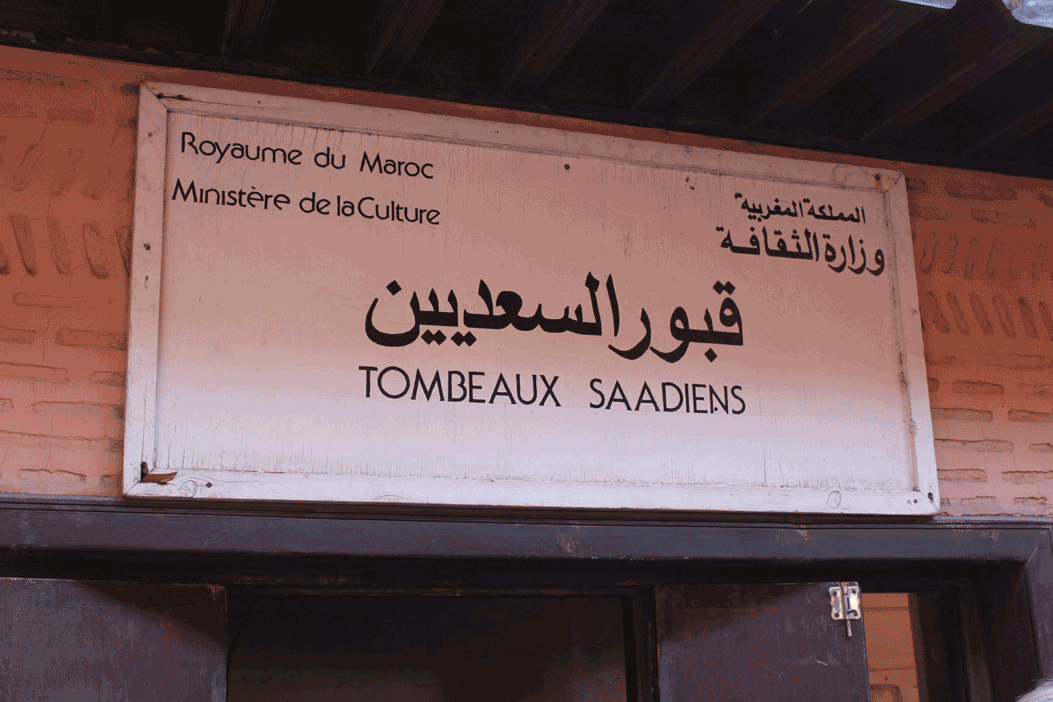 Royaume du Maroc
Ministère de la Culture
المملكة المغربية
وزارة الثقافة
قبور السعديين
TOMBEAUX SAADIENS